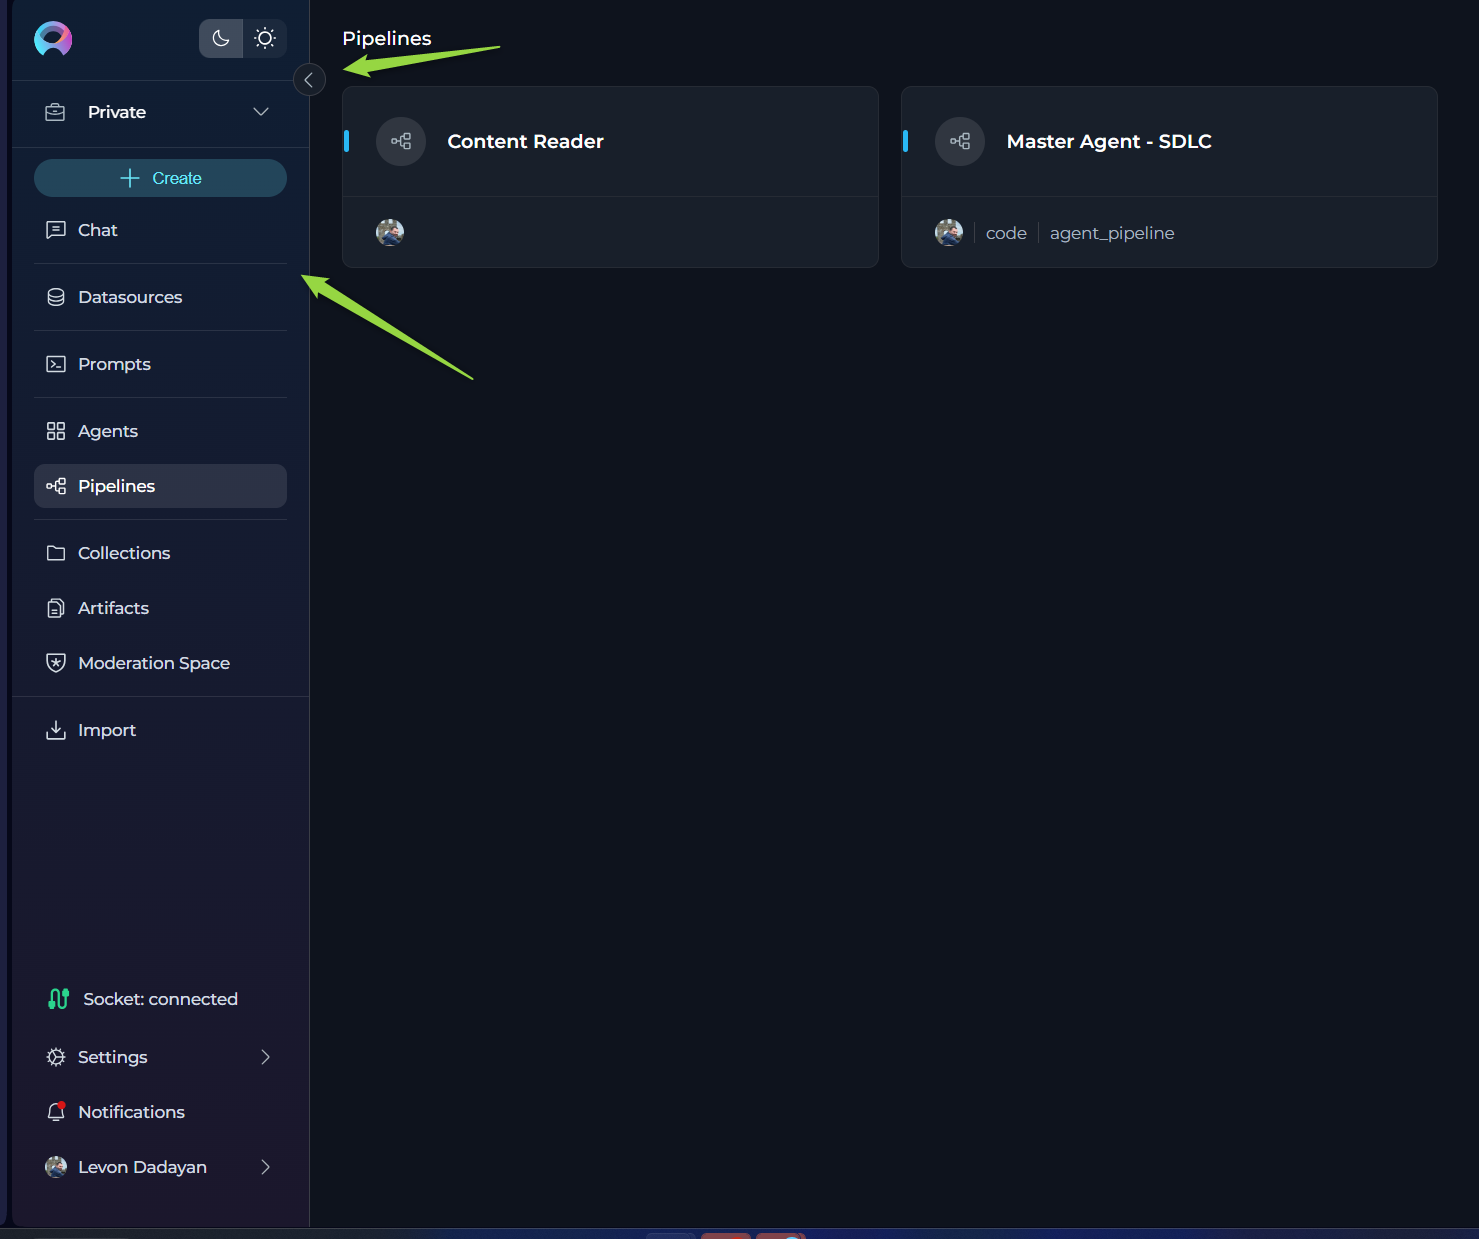 Private
Create
Chat
Datasources
Prompts
Agents
Pipelines
Collections
Artifacts
Moderation Space
Import
Socket: connected
Settings
Notifications
Levon Dadayan
Pipelines
Content Reader
Master Agent - SDLC
code
agent_pipeline